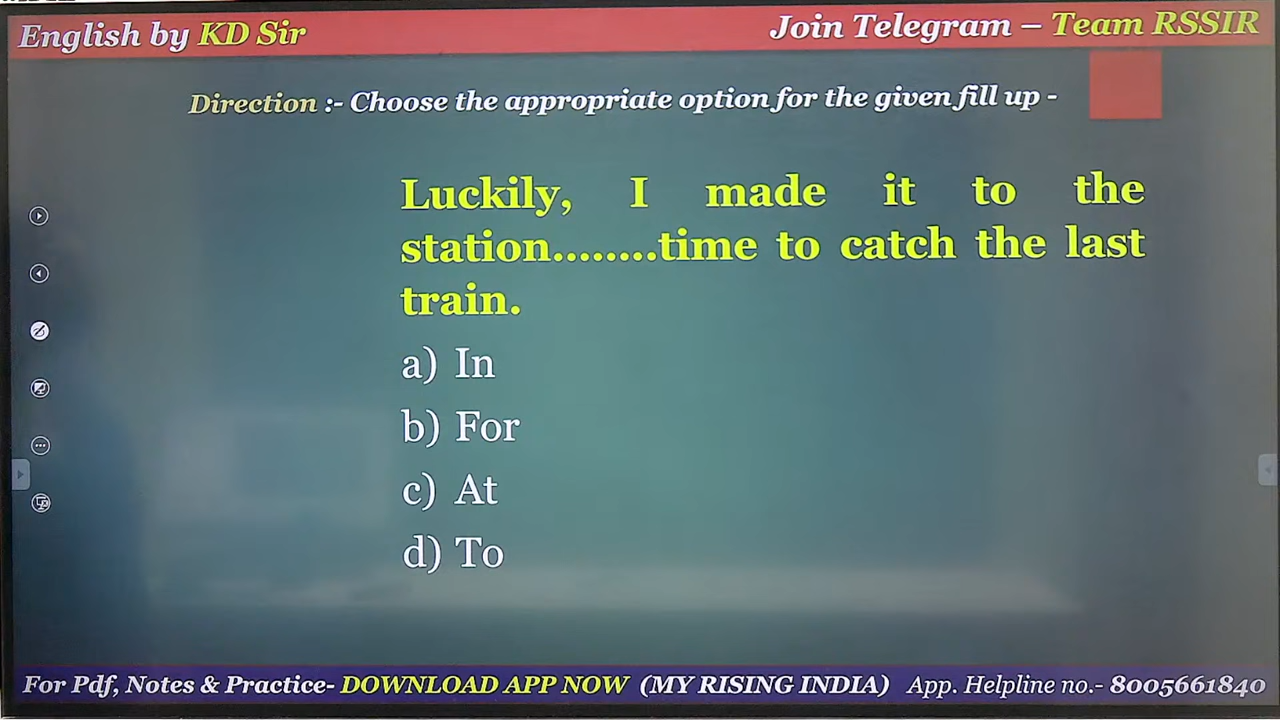 English by KD Sir
Join Telegram – Team RSSIR
Direction :- Choose the appropriate option for the given fill up -
Luckily, I made it to the
station........time to catch the last
train.
a) In
b) For
c) At
d) To
For Pdf, Notes & Practice- DOWNLOAD APP NOW (MY RISING INDIA) App. Helpline no.- 8005661840